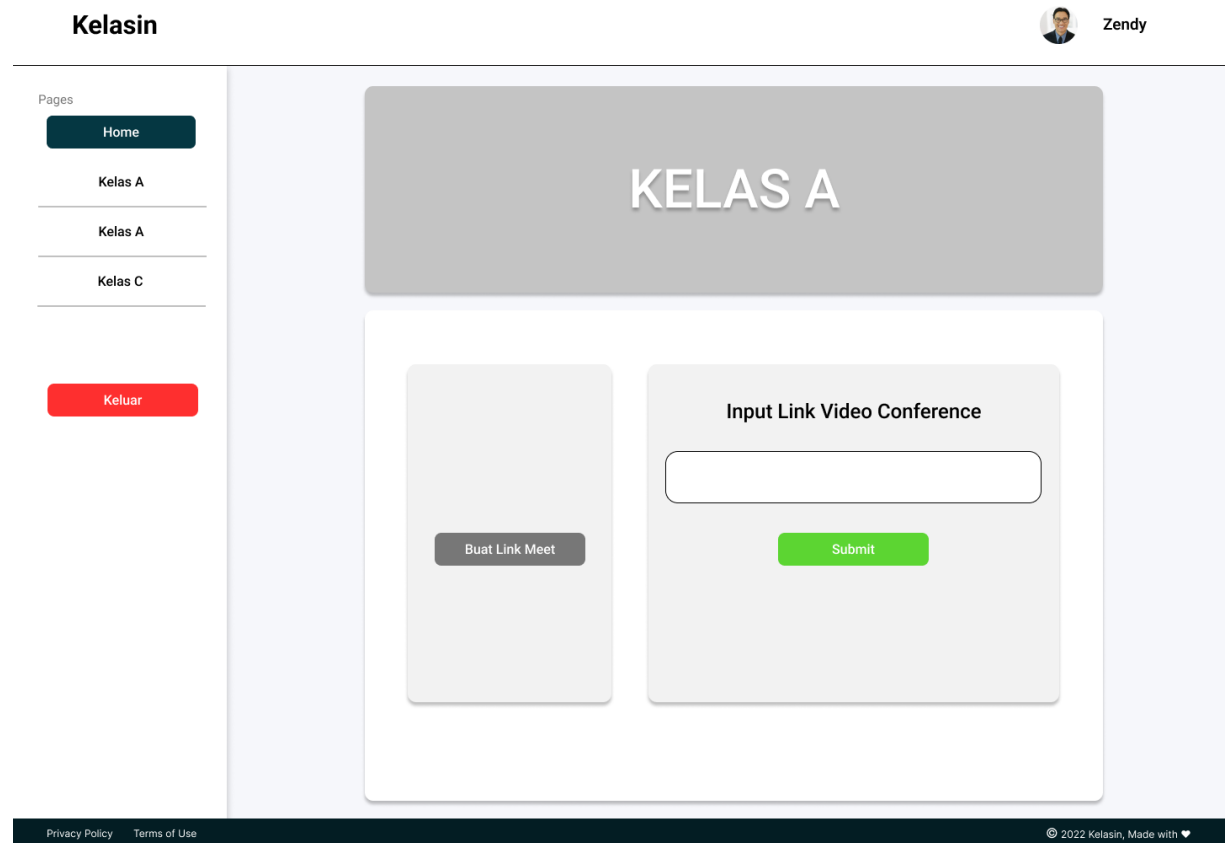 Kelasin
Zendy
Pages
Home
Kelas A
Kelas A
Kelas C
Keluar
KELAS A
Buat Link Meet
Input Link Video Conference
Submit
Privacy Policy
Terms of Use
© 2022 Kelasin, Made with ❤